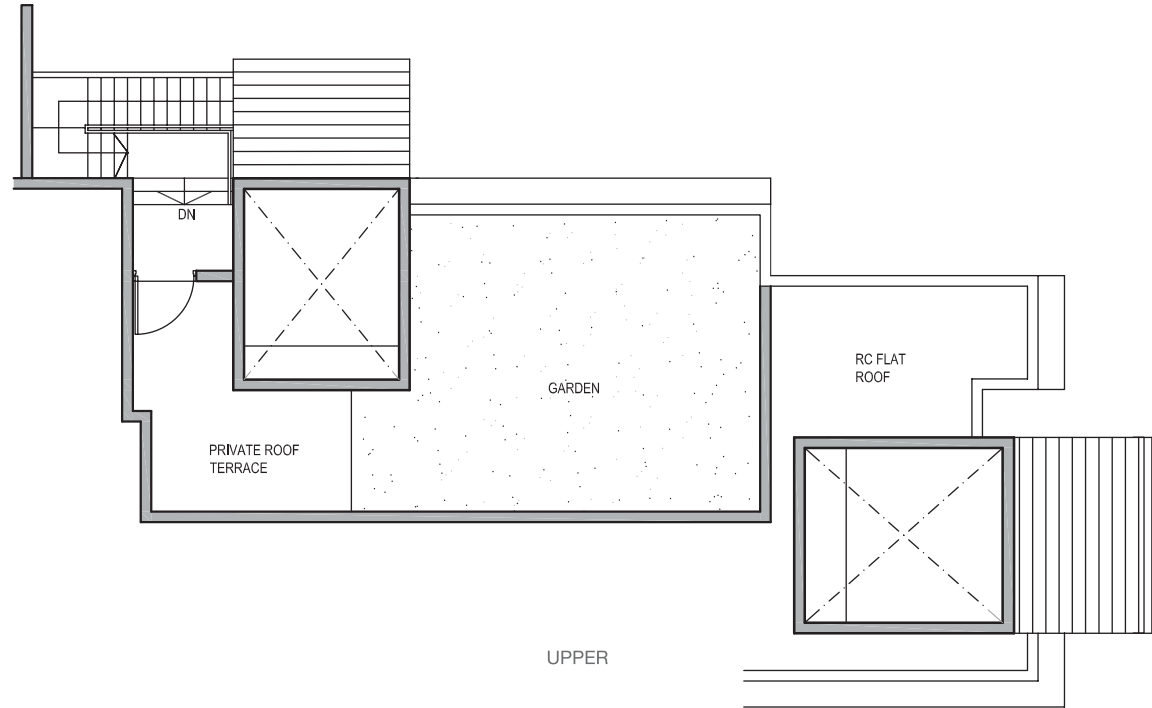 DN
RC FLAT
ROOF
GARDEN
PRIVATE ROOF
TERRACE
UPPER